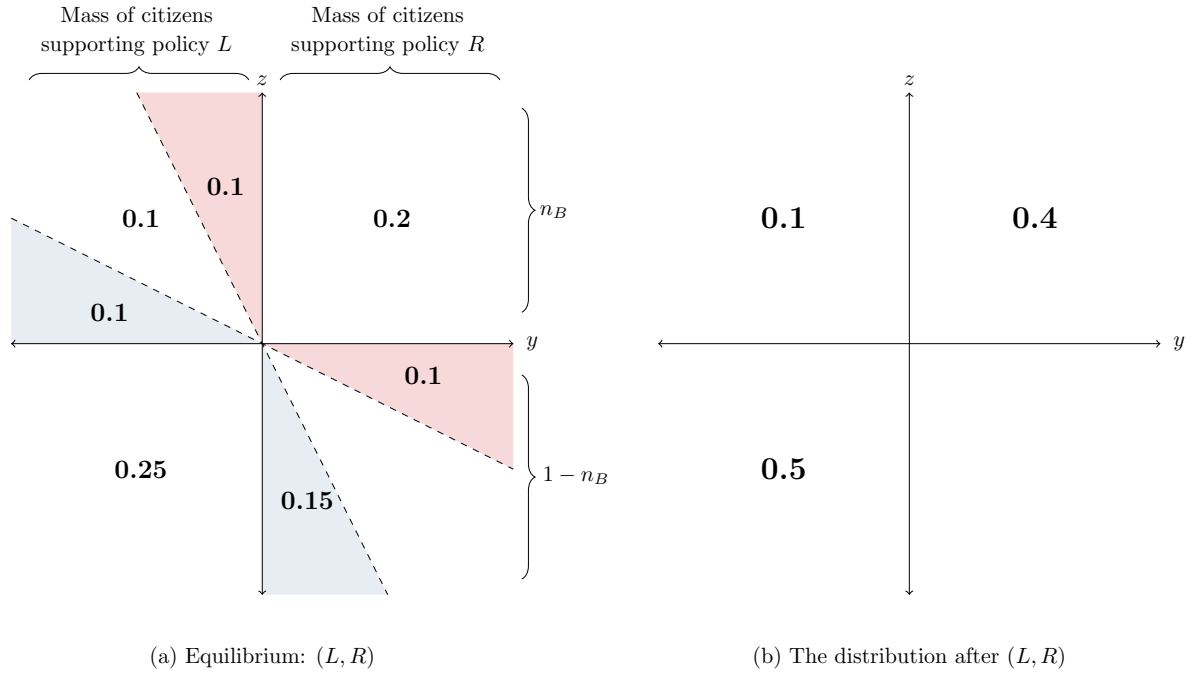 Mass of citizens
supporting policy L
Mass of citizens
supporting policy R
z
0.1
0.1
0.2
n_B
0.1
y
0.1
0.25
0.15
1 − n_B
(a) Equilibrium: (L, R)
z
0.1
0.4
y
0.5
(b) The distribution after (L, R)